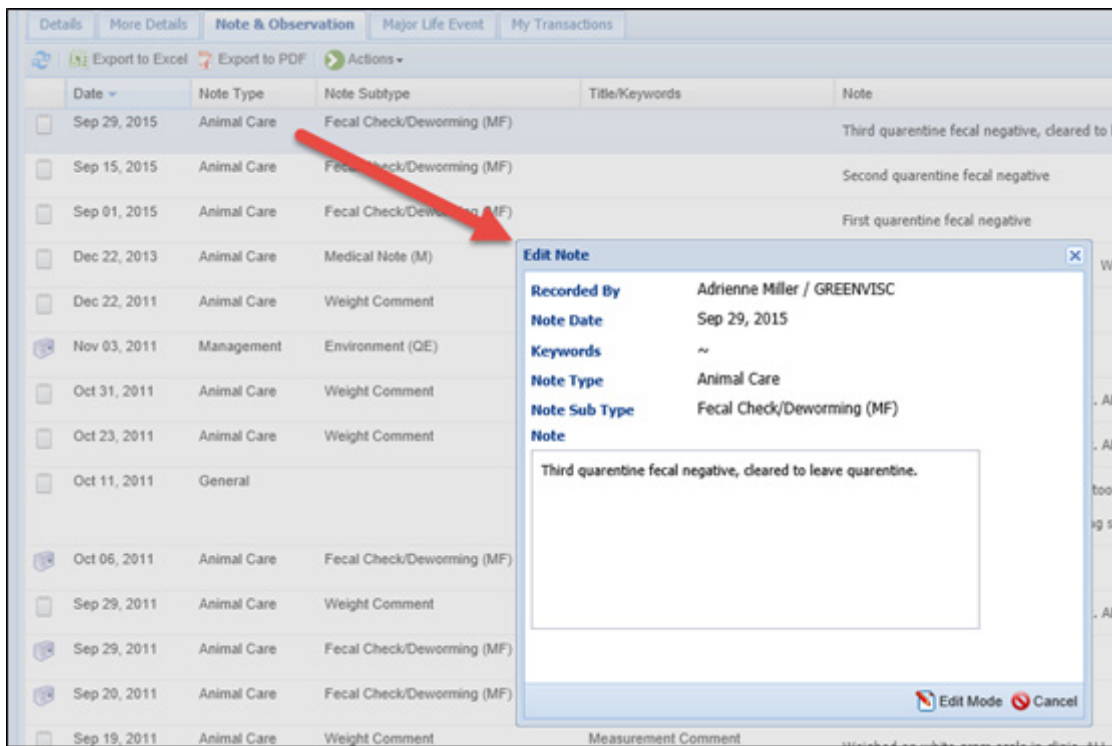 Details More Details Note & Observation Major Life Event My Transactions
Export to Excel Export to PDF Actions
Date Note Type Note Subtype Title/Keywords Note
Sep 29, 2015 Animal Care Fecal Check/Deworming (MF) Third quarentine fecal negative, cleared to
Sep 15, 2015 Animal Care Fecal Check/Deworming (MF) Second quarentine fecal negative
Sep 01, 2015 Animal Care Fecal Check/Deworming (MF) First quarentine fecal negative
Dec 22, 2013 Animal Care Medical Note (M) W
Dec 22, 2011 Animal Care Weight Comment
Nov 03, 2011 Management Environment (QE)
Oct 31, 2011 Animal Care Weight Comment
Oct 23, 2011 Animal Care Weight Comment
Oct 11, 2011 General
Oct 06, 2011 Animal Care Fecal Check/Deworming (MF)
Sep 29, 2011 Animal Care Weight Comment
Sep 29, 2011 Animal Care Fecal Check/Deworming (MF)
Sep 20, 2011 Animal Care Fecal Check/Deworming (MF)
Sep 19, 2011 Animal Care Weight Comment Measurement Comment
Edit Note
Recorded By Adrienne Miller / GREENVISC
Note Date Sep 29, 2015
Keywords ~
Note Type Animal Care
Note Sub Type Fecal Check/Deworming (MF)
Note
Third quarentine fecal negative, cleared to leave quarentine.
Edit Mode Cancel